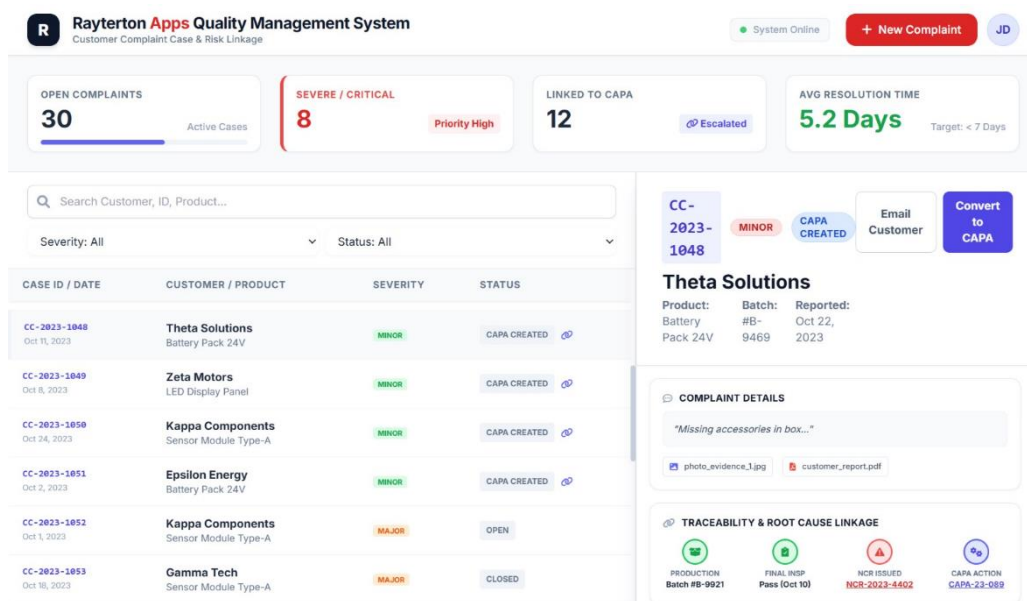 R
Rayterton Apps Quality Management System
Customer Complaint Case & Risk Linkage
System Online
+ New Complaint
JD
OPEN COMPLAINTS
30
Active Cases
SEVERE / CRITICAL
8
Priority High
LINKED TO CAPA
12
Escalated
AVG RESOLUTION TIME
5.2 Days
Target: < 7 Days
Search Customer, ID, Product...
Severity: All
Status: All
CASE ID / DATE CUSTOMER / PRODUCT SEVERITY STATUS
CC-2023-1048 Theta Solutions MINOR CAPA CREATED
Oct 11, 2023 Battery Pack 24V
CC-2023-1049 Zeta Motors MINOR CAPA CREATED
Oct 8, 2023 LED Display Panel
CC-2023-1050 Kappa Components MINOR CAPA CREATED
Oct 24, 2023 Sensor Module Type-A
CC-2023-1051 Epsilon Energy MINOR CAPA CREATED
Oct 2, 2023 Battery Pack 24V
CC-2023-1052 Kappa Components MAJOR OPEN
Oct 1, 2023 Sensor Module Type-A
CC-2023-1053 Gamma Tech MAJOR CLOSED
Oct 18, 2023 Sensor Module Type-A
CC-
2023-
1048
MINOR
CAPA
CREATED
Email
Customer
Convert
to
CAPA
Theta Solutions
Product: Batch: Reported:
Battery #B- Oct 22,
Pack 24V 9469 2023
COMPLAINT DETAILS
"Missing accessories in box..."
photo_evidence_1.jpg customer_report.pdf
TRACEABILITY & ROOT CAUSE LINKAGE
PRODUCTION FINAL INSP NCR ISSUED CAPA ACTION
Batch #B-9921 Pass (Oct 10) NCR-2023-4402 CAPA-23-089